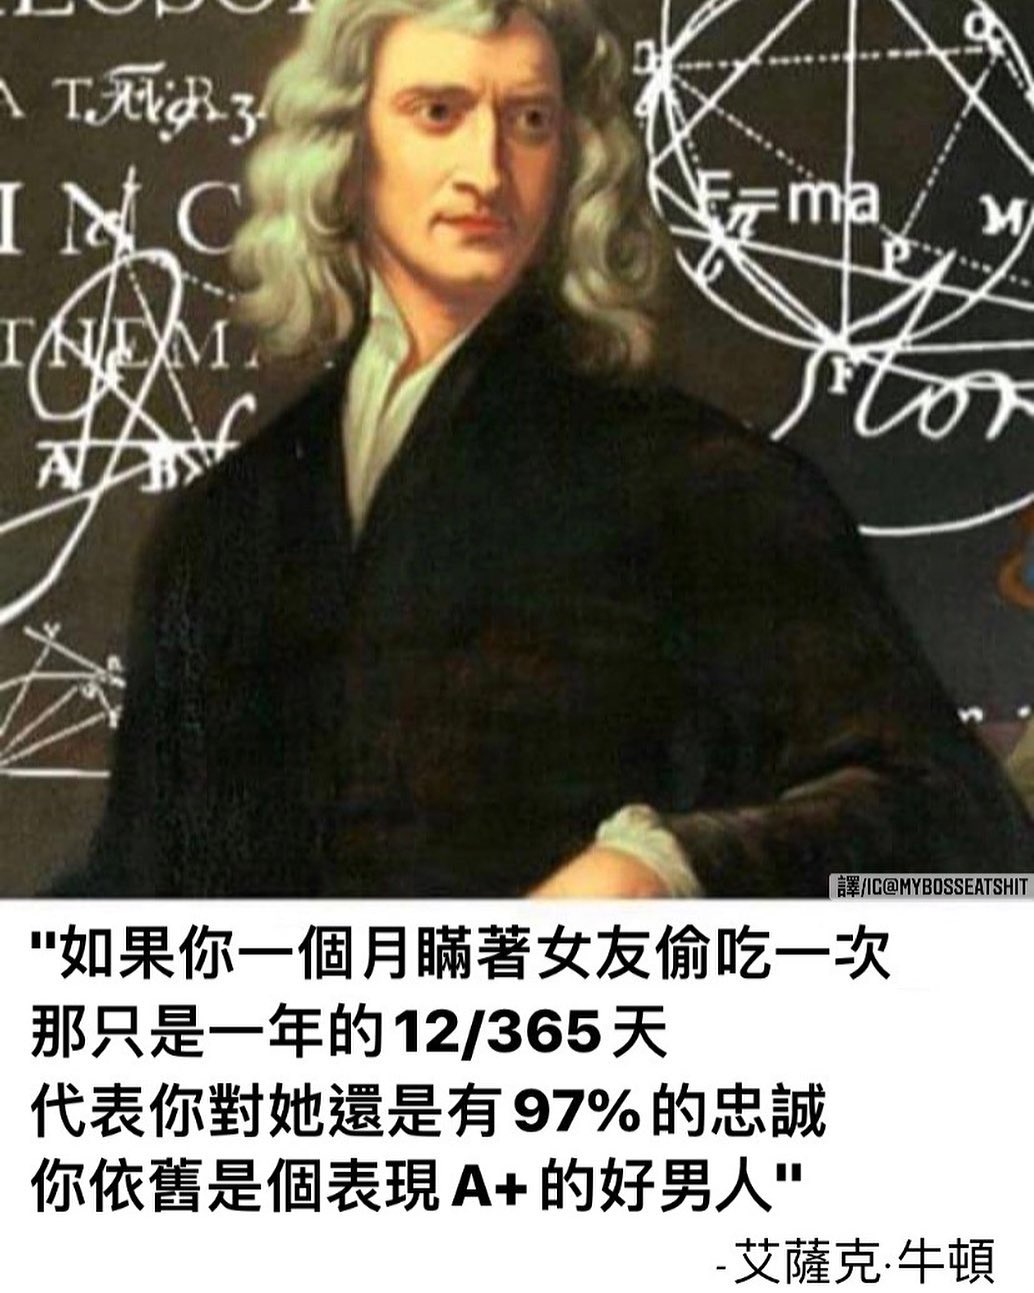 A T
Fig. 3.
I N C
F=ma
π
P
M
THEMA
F
A B
譯/IG@MYBOSSEATSHIT
"如果你一個月瞞著女友偷吃一次
那只是一年的12/365天
代表你對她還是有97%的忠誠
你依舊是個表現A+的好男人"
-艾薩克·牛頓